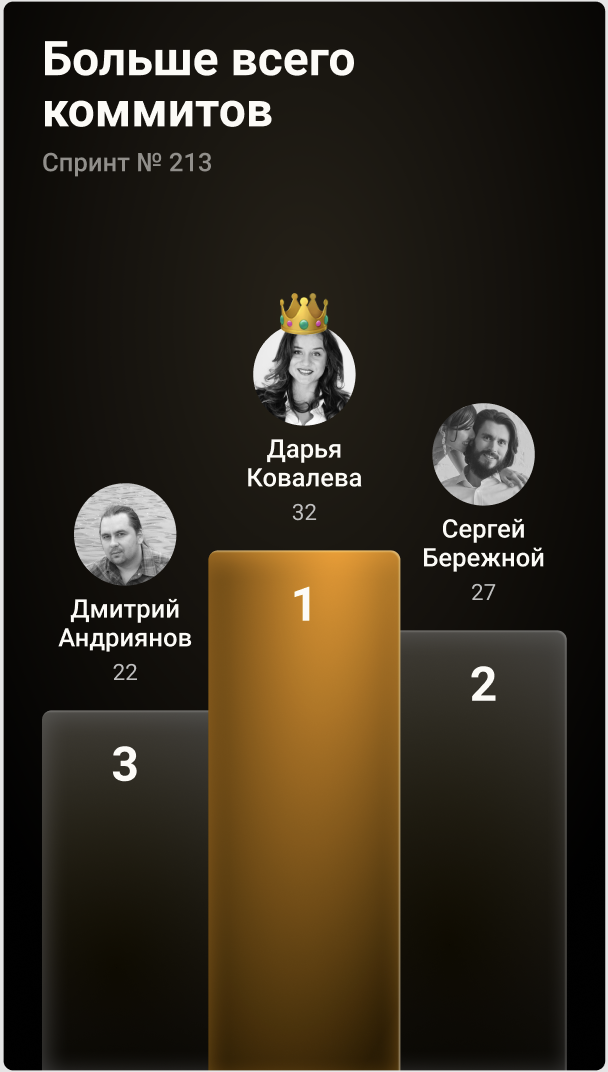 Больше всего
коммитов
Спринт № 213
Дарья
Ковалева
32
Сергей
Бережной
27
Дмитрий
Андриянов
22
1
2
3